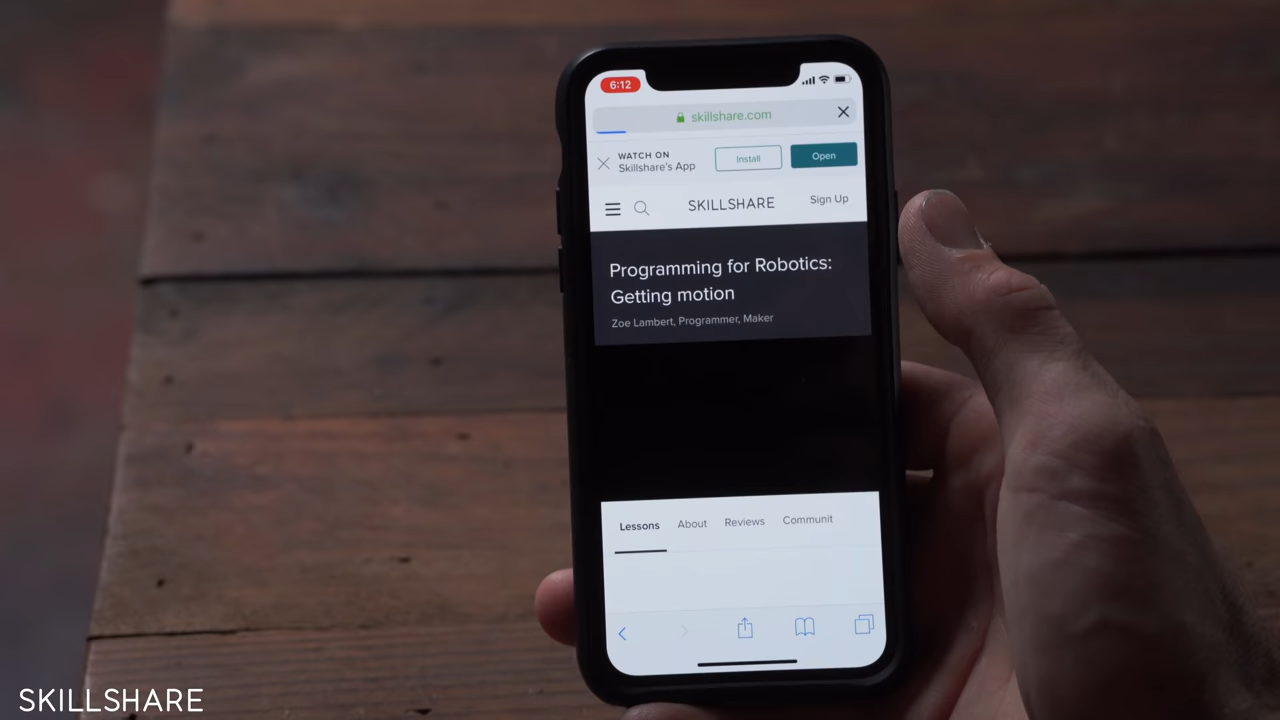 6:12
skillshare.com
WATCH ON
Skillshare's App
Install
Open
SKILLSHARE
Sign Up
Programming for Robotics:
Getting motion
Zoe Lambert, Programmer, Maker
Lessons
About
Reviews
Communit
SKILLSHARE